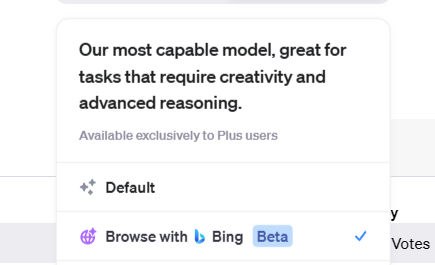 Our most capable model, great for
tasks that require creativity and
advanced reasoning.
Available exclusively to Plus users
Default
y
Browse with Bing Beta
Votes